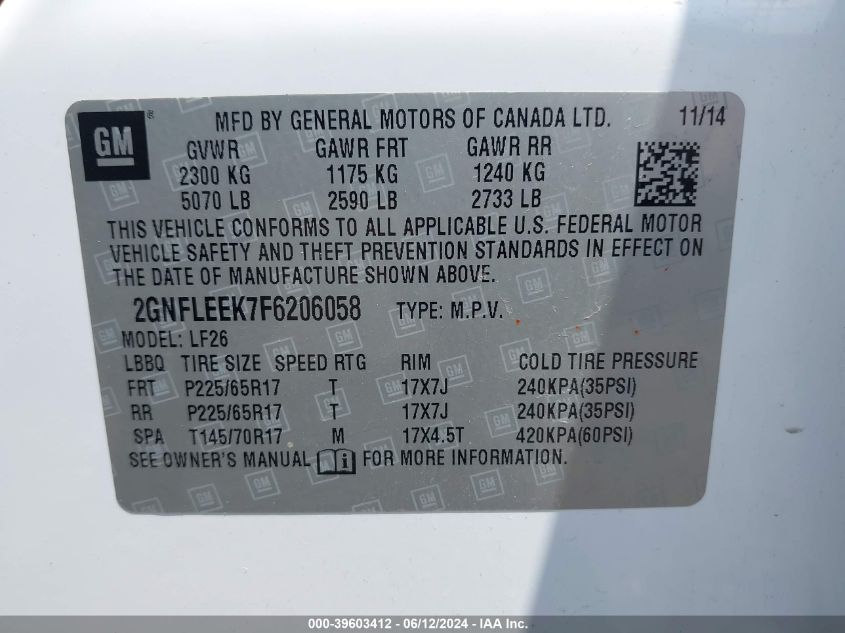 GM ® MFD BY GENERAL MOTORS OF CANADA LTD. 11/14
GVWR GAWR FRT GAWR RR
2300 KG 1175 KG 1240 KG
5070 LB 2590 LB 2733 LB
THIS VEHICLE CONFORMS TO ALL APPLICABLE U.S. FEDERAL MOTOR
VEHICLE SAFETY AND THEFT PREVENTION STANDARDS IN EFFECT ON
THE DATE OF MANUFACTURE SHOWN ABOVE.
2GNFLEEK7F6206058 TYPE: M.P.V.
MODEL: LF26
LBBQ TIRE SIZE SPEED RTG RIM COLD TIRE PRESSURE
FRT P225/65R17 T 17X7J 240KPA(35PSI)
RR P225/65R17 T 17X7J 240KPA(35PSI)
SPA T145/70R17 M 17X4.5T 420KPA(60PSI)
SEE OWNER'S MANUAL i FOR MORE INFORMATION.
000-39603412 - 06/12/2024 - IAA Inc.